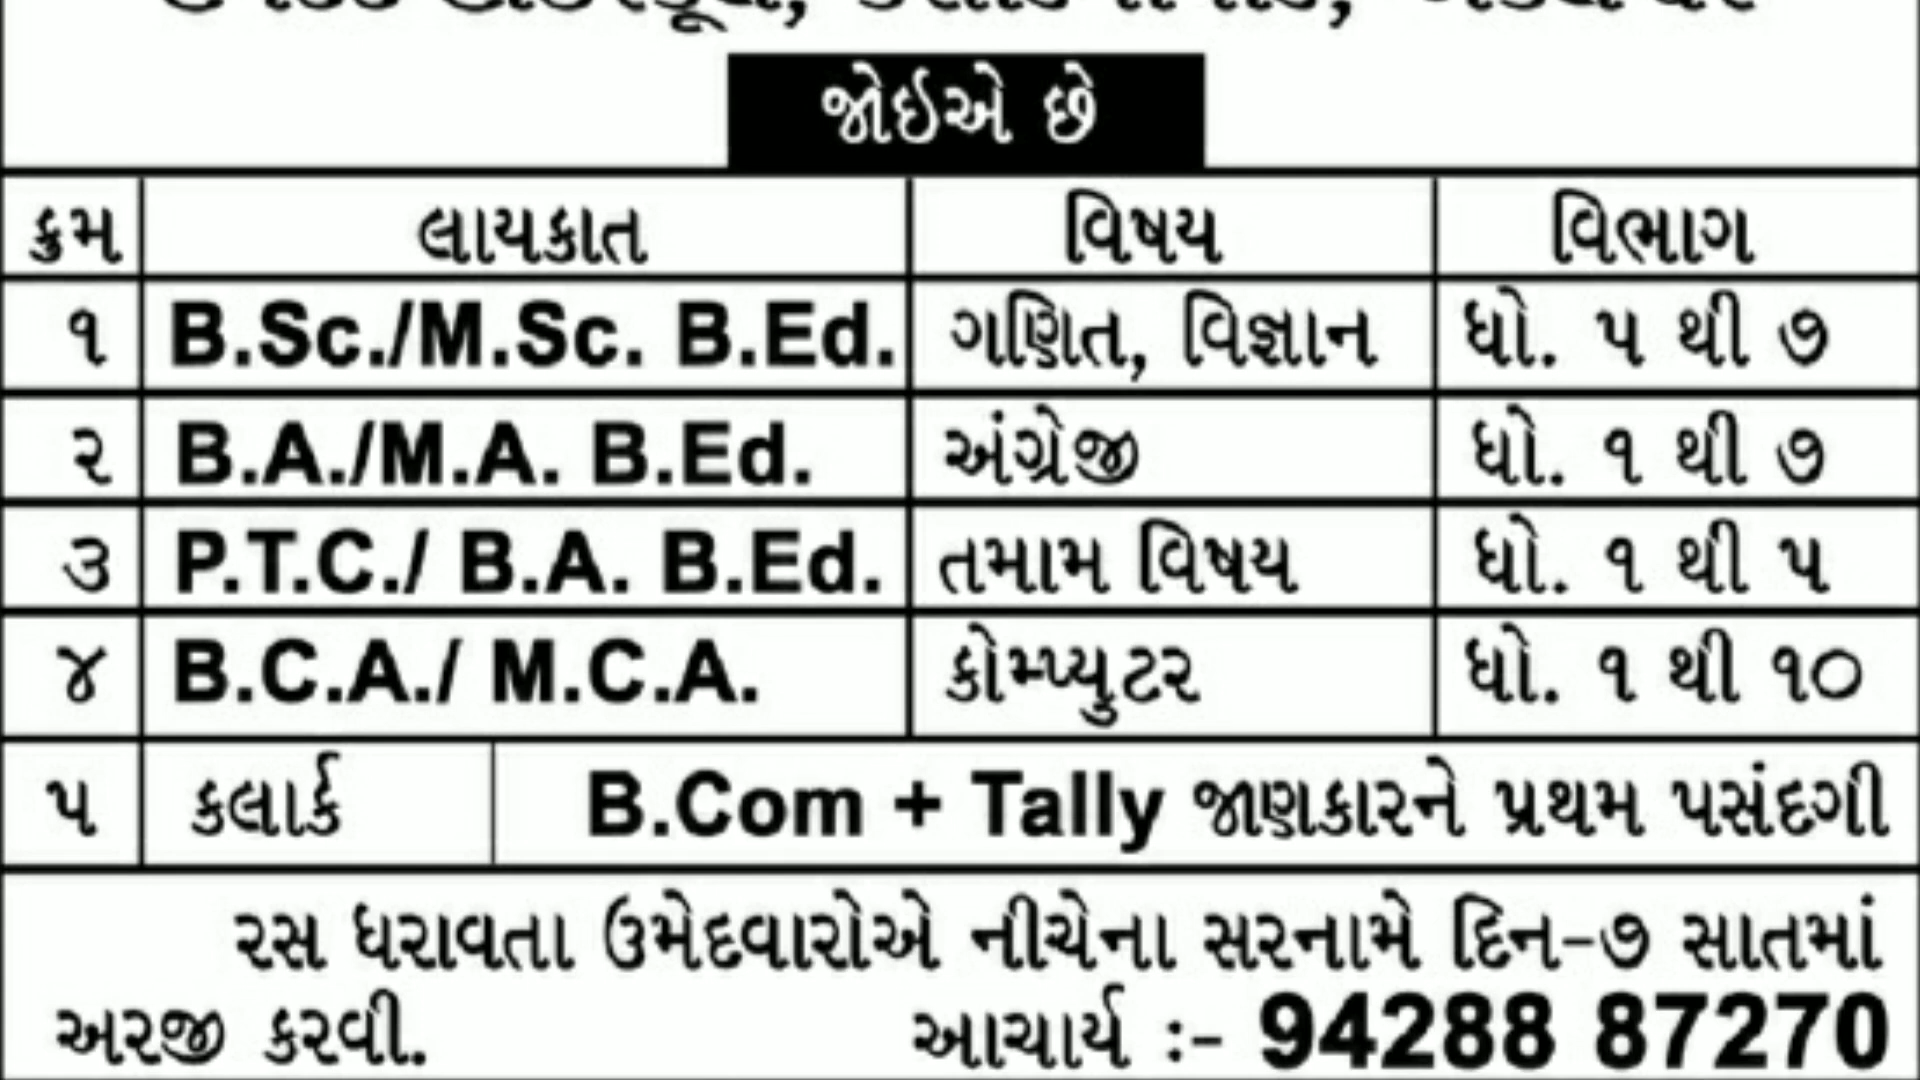 જોઈએ છે
ક્રમ લાયકાત વિષય વિભાગ
૧ B.Sc./M.Sc. B.Ed. ગણિત, વિજ્ઞાન ધો. ૫ થી ૭
૨ B.A./M.A. B.Ed. અંગ્રેજી ધો. ૧ થી ૭
૩ P.T.C./ B.A. B.Ed. તમામ વિષય ધો. ૧ થી ૫
૪ B.C.A./ M.C.A. કોમ્પ્યુટર ધો. ૧ થી ૧૦
૫ કલાર્ક B.Com + Tally જાણકારને પ્રથમ પસંદગી
રસ ધરાવતા ઉમેદવારોએ નીચેના સરનામે દિન-૭ સાતમાં
અરજી કરવી. આચાર્ય :- 94288 87270